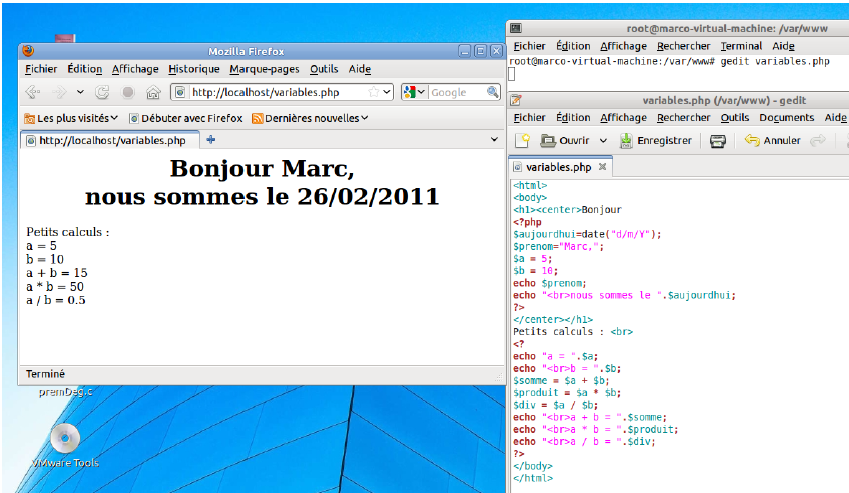 Mozilla Firefox
Fichier Édition Affichage Historique Marque-pages Outils Aide
http://localhost/variables.php
Google
Les plus visités
Débuter avec Firefox
Dernières nouvelles
http://localhost/variables.php
Bonjour Marc,
nous sommes le 26/02/2011
Petits calculs :
a = 5
b = 10
a + b = 15
a * b = 50
a / b = 0.5
Terminé
premDag.c
VMware Tools
root@marco-virtual-machine: /var/www
Fichier Édition Affichage Rechercher Terminal Aide
root@marco-virtual-machine:/var/www# gedit variables.php
variables.php (/var/www) - gedit
Fichier Édition Affichage Rechercher Outils Documents Aide
Ouvrir Enregistrer Annuler
variables.php
<html>
<body>
<h1><center>Bonjour
<?php
$aujourdhui=date("d/m/Y");
$prenom="Marc,";
$a = 5;
$b = 10;
echo $prenom;
echo "<br>nous sommes le ".$aujourdhui;
?>
</center></h1>
Petits calculs : <br>
<?
echo "a = ".$a;
echo "<br>b = ".$b;
$somme = $a + $b;
$produit = $a * $b;
$div = $a / $b;
echo "<br>a + b = ".$somme;
echo "<br>a * b = ".$produit;
echo "<br>a / b = ".$div;
?>
</body>
</html>